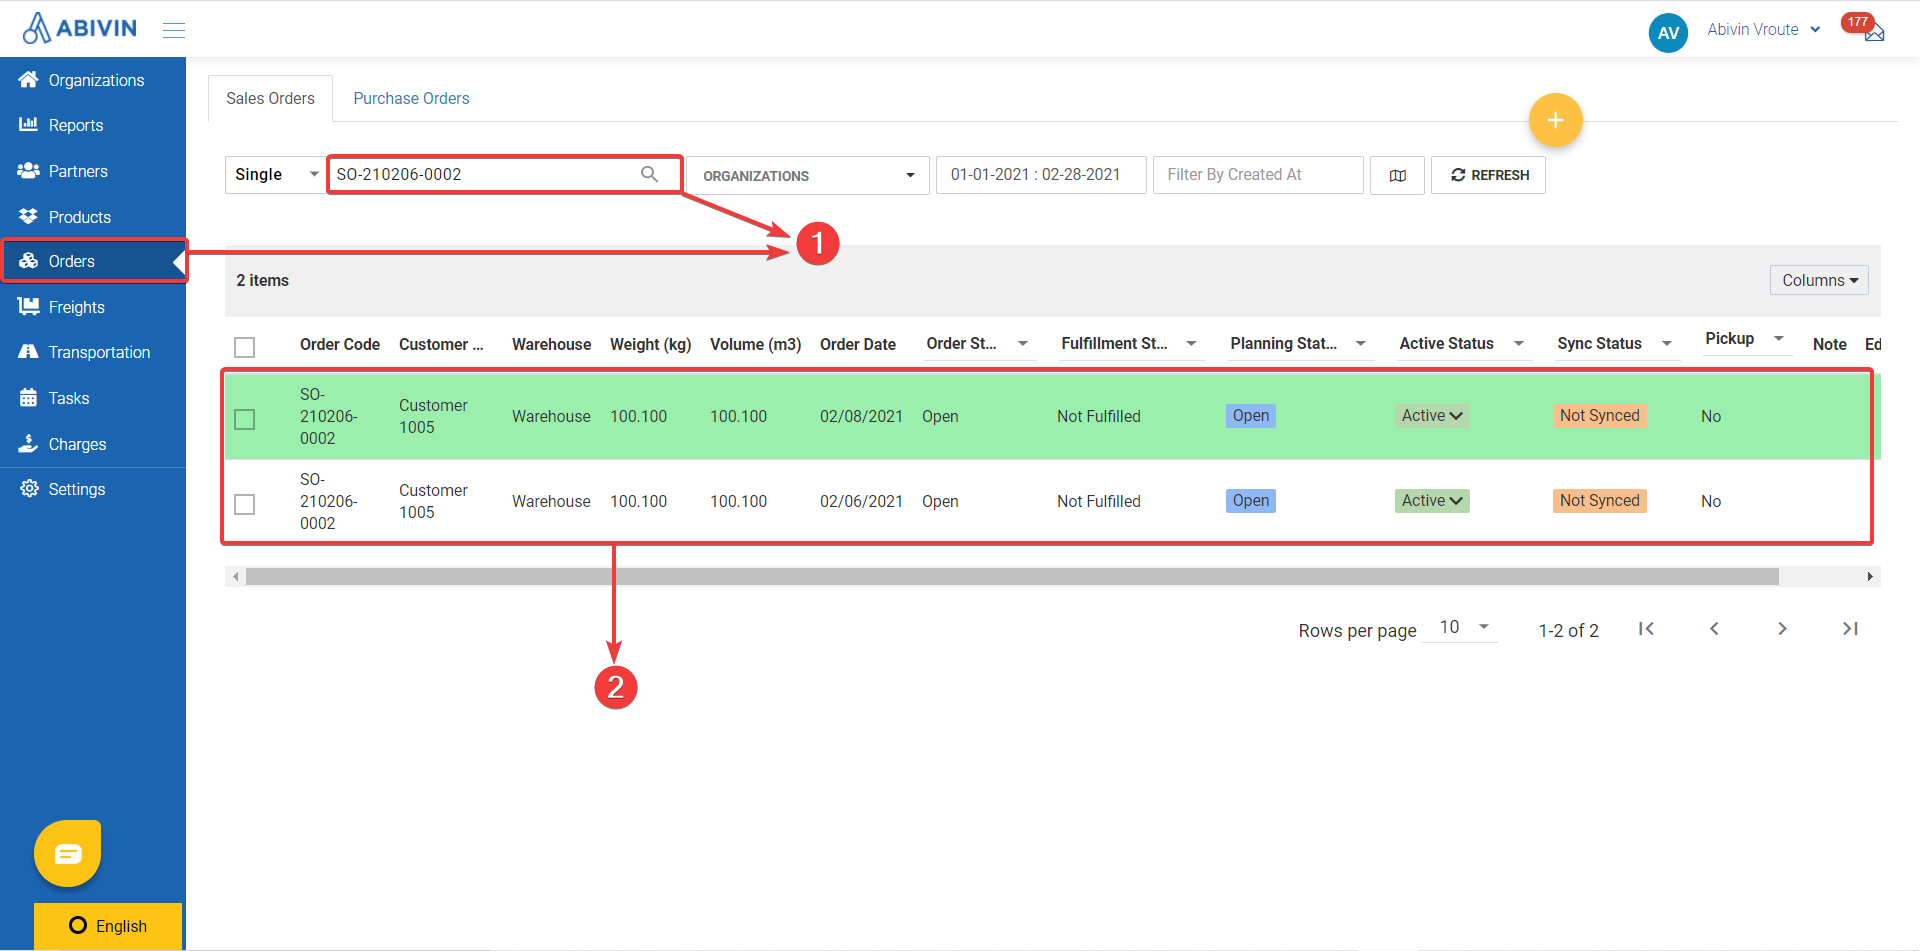 ABIVIN
AV
Abivin Vroute
177
Organizations
Reports
Partners
Products
Orders
Freights
Transportation
Tasks
Charges
Settings
English
Sales Orders
Purchase Orders
+
Single
SO-210206-0002
ORGANIZATIONS
01-01-2021 : 02-28-2021
Filter By Created At
REFRESH
1
2 items
Columns
Order Code
Customer ...
Warehouse
Weight (kg)
Volume (m3)
Order Date
Order St...
Fulfillment St...
Planning Stat...
Active Status
Sync Status
Pickup
Note
Ed
SO-
210206-
0002
Customer
1005
Warehouse
100.100
100.100
02/08/2021
Open
Not Fulfilled
Open
Active
Not Synced
No
SO-
210206-
0002
Customer
1005
Warehouse
100.100
100.100
02/06/2021
Open
Not Fulfilled
Open
Active
Not Synced
No
Rows per page
10
1-2 of 2
2